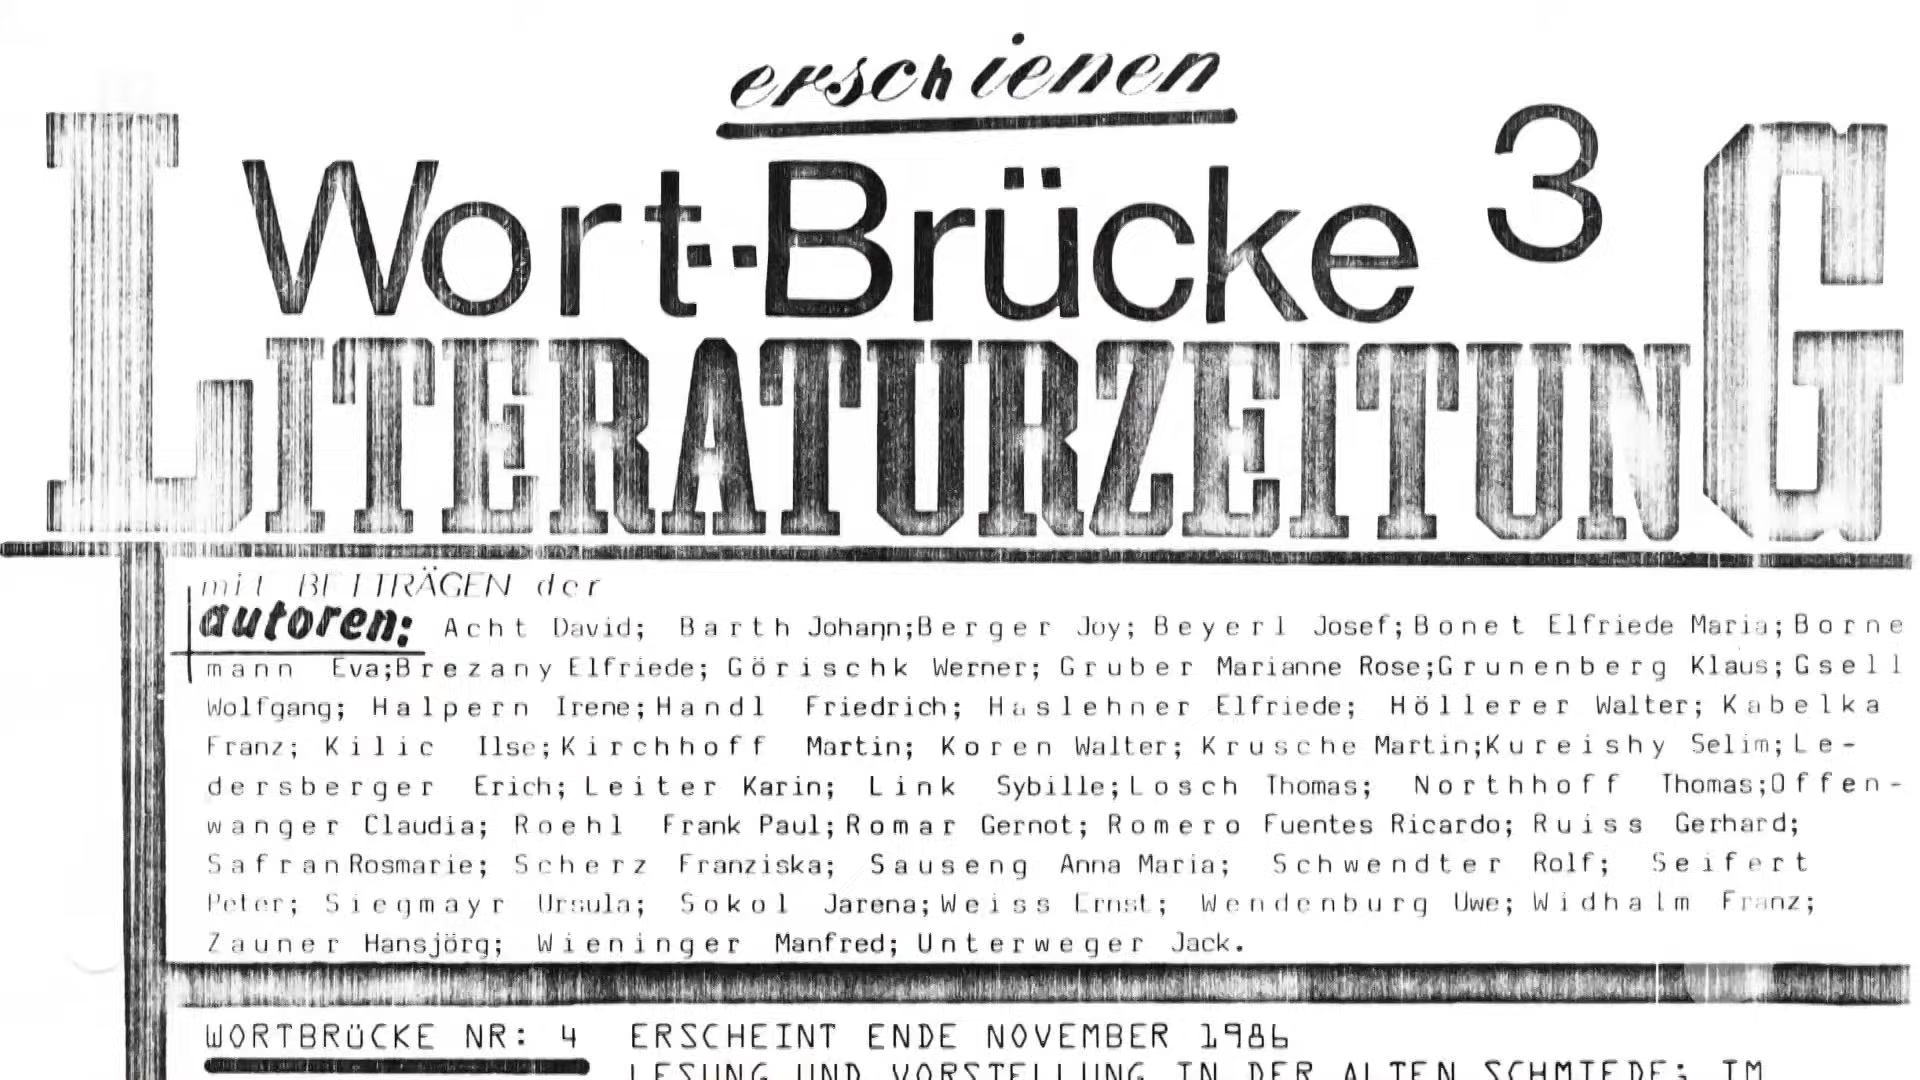 erschienen
Wort-Brücke 3
LITERATURZEITUNG
mit BEITRÄGEN der
autoren: Acht David; Barth Johann;Berger Joy; Beyerl Josef;Bonet Elfriede Maria;Borne
mann Eva;Brezany Elfriede; Görischk Werner; Gruber Marianne Rose;Grunenberg Klaus;Gsell
Wolfgang; Halpern Irene;Handl Friedrich; Haslehner Elfriede; Höllerer Walter; Kabelka
Franz; Kilic Ilse;Kirchhoff Martin; Koren Walter; Krusche Martin;Kureishy Selim;Le-
dersberger Erich; Leiter Karin; Link Sybille;Losch Thomas; Northhoff Thomas;Offen-
wanger Claudia; Roehl Frank Paul;Romar Gernot; Romero Fuentes Ricardo; Ruiss Gerhard;
Safran Rosmarie; Scherz Franziska; Sauseng Anna Maria; Schwendter Rolf; Seifert
Peter; Siegmayr Ursula; Sokol Jarena;Weiss Ernst; Wendenburg Uwe; Widhalm Franz;
Zauner Hansjörg; Wieninger Manfred; Unterweger Jack.
WORTBRÜCKE NR: 4 ERSCHEINT ENDE NOVEMBER 1986
LESUNG UND VORSTELLUNG IN DER ALTEN SCHMIEDE; IM